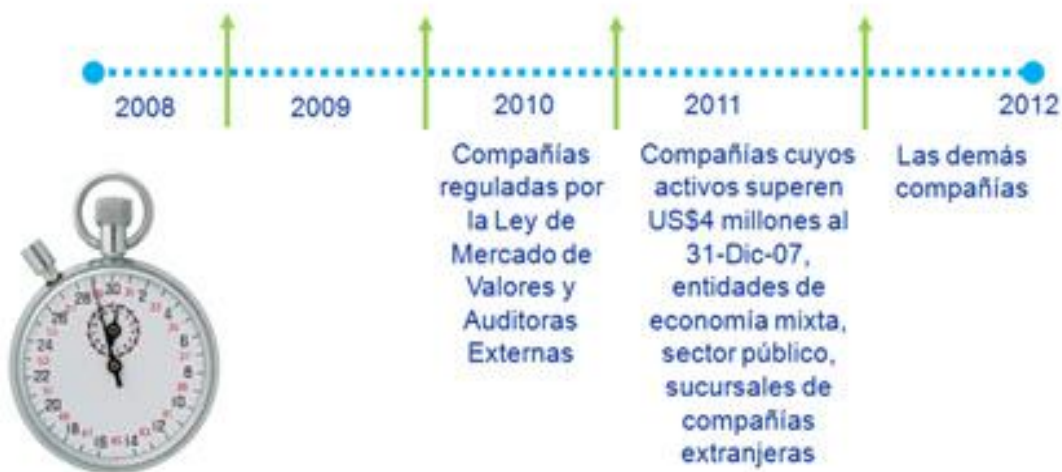 2008
2009
2010
2011
2012
Compañías
reguladas por
la Ley de
Mercado de
Valores y
Auditoras
Externas
Compañías cuyos
activos superen
US$4 millones al
31-Dic-07,
entidades de
economía mixta,
sector público,
sucursales de
compañías
extranjeras
Las demás
compañías